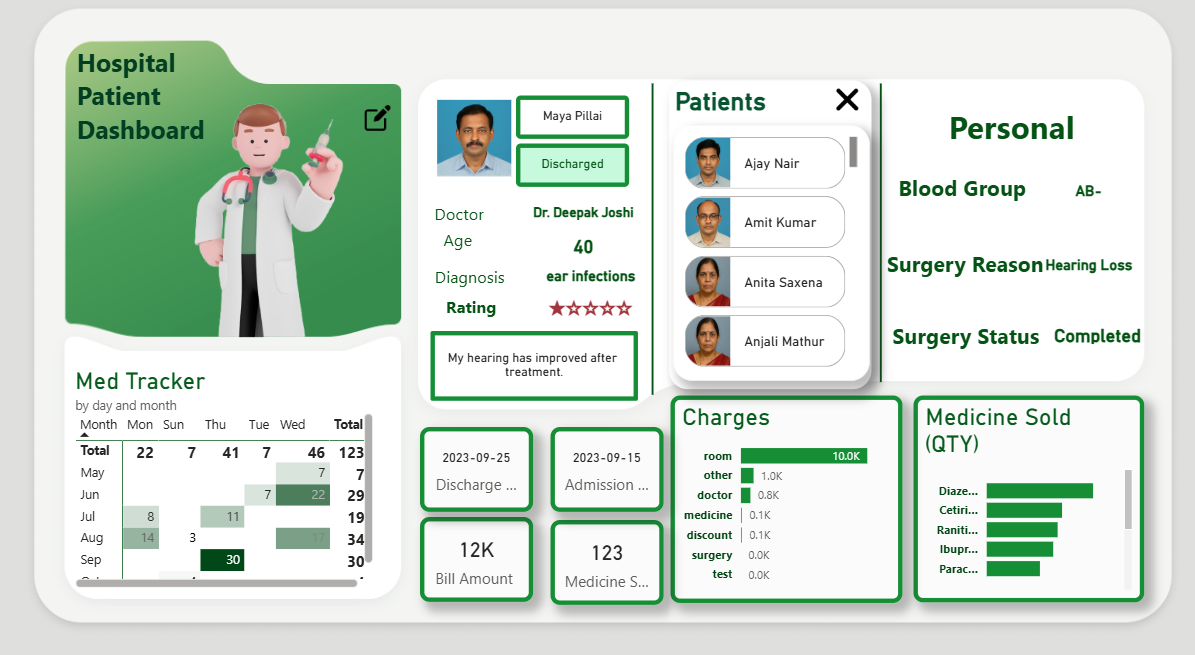 Hospital
Patient
Dashboard
Med Tracker
by day and month
Month Mon Sun Thu Tue Wed Total
Total 22 7 41 7 46 123
May 7 7
Jun 7 22 29
Jul 8 11 19
Aug 14 3 17 34
Sep 30 30
Maya Pillai
Discharged
Doctor Dr. Deepak Joshi
Age 40
Diagnosis ear infections
Rating
My hearing has improved after
treatment.
Patients
Ajay Nair
Amit Kumar
Anita Saxena
Anjali Mathur
Personal
Blood Group AB-
Surgery Reason Hearing Loss
Surgery Status Completed
2023-09-25
Discharge ...
2023-09-15
Admission ...
12K
Bill Amount
123
Medicine S...
Charges
room 10.0K
other 1.0K
doctor 0.8K
medicine 0.1K
discount 0.1K
surgery 0.0K
test 0.0K
Medicine Sold
(QTY)
Diaze...
Cetiri...
Raniti...
Ibupr...
Parac...